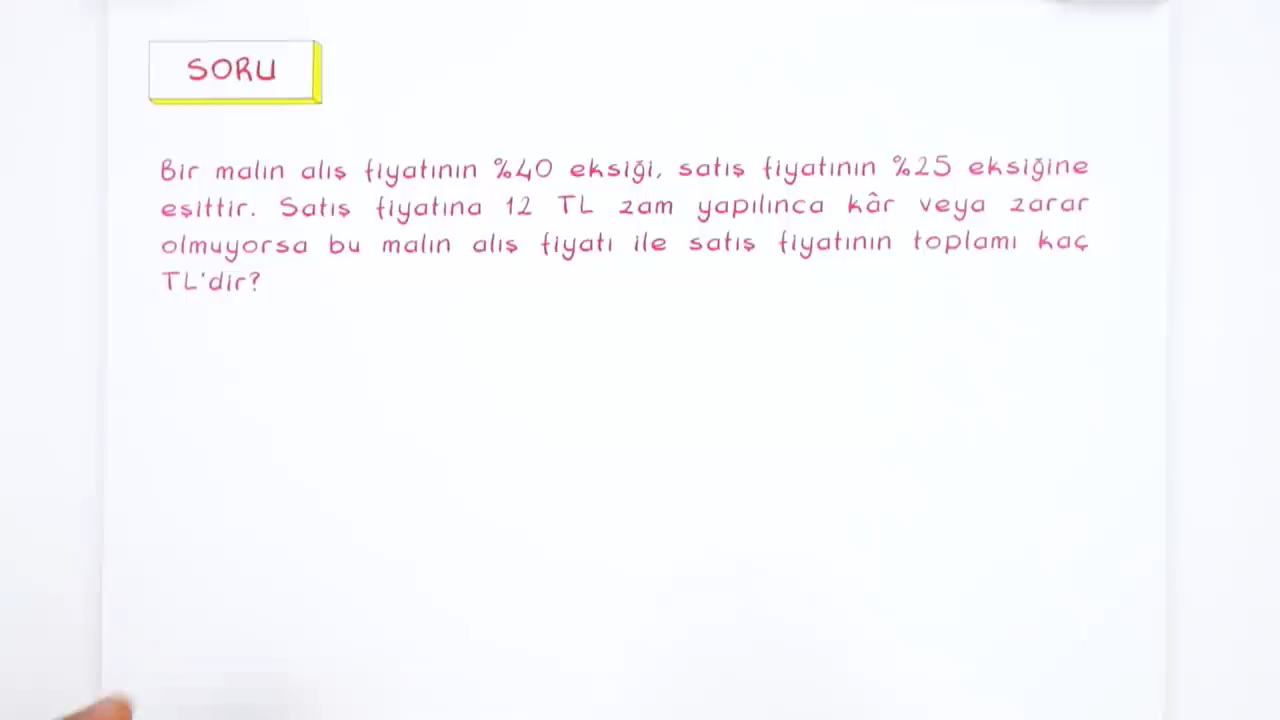 SORU
Bir malın alış fiyatının %40 eksiği, satış fiyatının %25 eksiğine
eşittir. Satış fiyatına 12 TL zam yapılınca kâr veya zarar
olmuyorsa bu malın alış fiyatı ile satış fiyatının toplamı kaç
TL'dir?